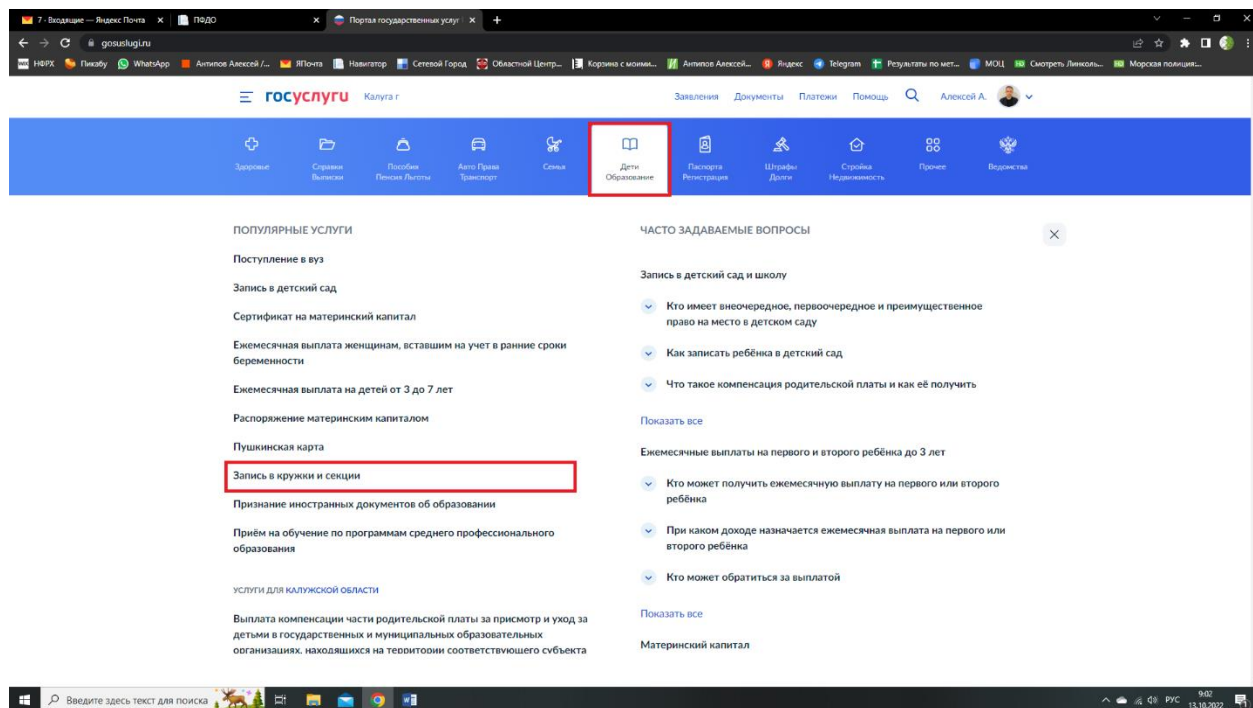 7 · Входящие — Яндекс Почта
ПФДО
Портал государственных услуг
gosuslugi.ru
НФРХ
Пикабу
WhatsApp
Антипов Алексей /...
ЯПочта
Навигатор
Сетевой Город
Областной Центр...
Корзина с моими...
Антипов Алексей...
Яндекс
Telegram
Результаты по мет...
МОЦ
Смотреть Линколь...
Морская полиция:...
госуслуги
Калуга г
Заявления
Документы
Платежи
Помощь
Алексей А.
Здоровье
Справки
Выписки
Пособия
Пенсия Льготы
Авто Права
Транспорт
Семья
Дети
Образование
Паспорта
Регистрация
Штрафы
Долги
Стройка
Недвижимость
Прочее
Ведомства
ПОПУЛЯРНЫЕ УСЛУГИ
Поступление в вуз
Запись в детский сад
Сертификат на материнский капитал
Ежемесячная выплата женщинам, вставшим на учет в ранние сроки
беременности
Ежемесячная выплата на детей от 3 до 7 лет
Распоряжение материнским капиталом
Пушкинская карта
Запись в кружки и секции
Признание иностранных документов об образовании
Приём на обучение по программам среднего профессионального
образования
УСЛУГИ ДЛЯ КАЛУЖСКОЙ ОБЛАСТИ
Выплата компенсации части родительской платы за присмотр и уход за
детьми в государственных и муниципальных образовательных
организациях, находящихся на территории соответствующего субъекта
ЧАСТО ЗАДАВАЕМЫЕ ВОПРОСЫ
Запись в детский сад и школу
Кто имеет внеочередное, первоочередное и преимущественное
право на место в детском саду
Как записать ребёнка в детский сад
Что такое компенсация родительской платы и как её получить
Показать все
Ежемесячные выплаты на первого и второго ребёнка до 3 лет
Кто может получить ежемесячную выплату на первого или второго
ребёнка
При каком доходе назначается ежемесячная выплата на первого или
второго ребёнка
Кто может обратиться за выплатой
Показать все
Материнский капитал
Введите здесь текст для поиска
РУС
9:02
13.10.2022